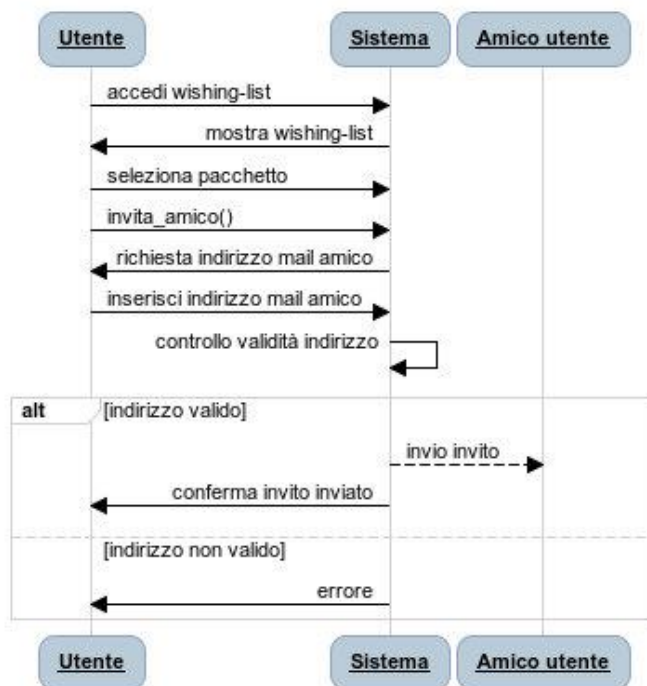 Utente Sistema Amico utente
accedi wishing-list
mostra wishing-list
seleziona pacchetto
invita_amico()
richiesta indirizzo mail amico
inserisci indirizzo mail amico
controllo validità indirizzo
alt [indirizzo valido]
invio invito
conferma invito inviato
[indirizzo non valido]
errore
Utente Sistema Amico utente